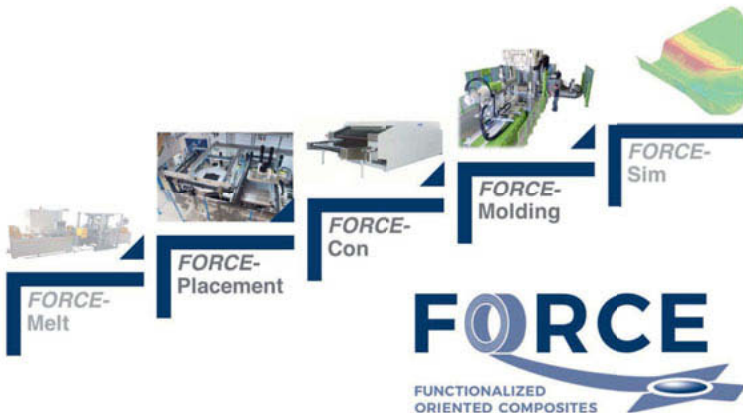 FORCE-
Melt
FORCE-
Placement
FORCE-
Con
FORCE-
Molding
FORCE-
Sim
FORCE
FUNCTIONALIZED
ORIENTED COMPOSITES